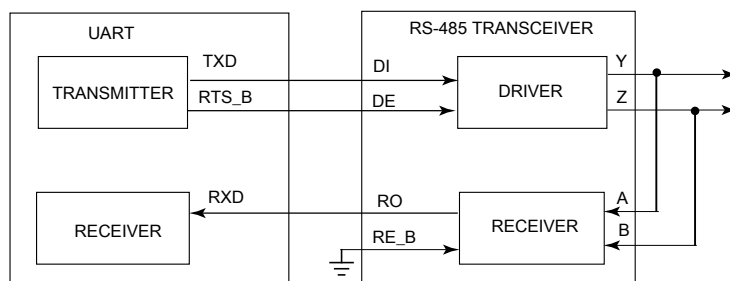 UART
RS-485 TRANSCEIVER
TXD
DI
Y
TRANSMITTER
DRIVER
RTS_B
DE
Z
RXD
RO
A
RECEIVER
RECEIVER
RE_B
B